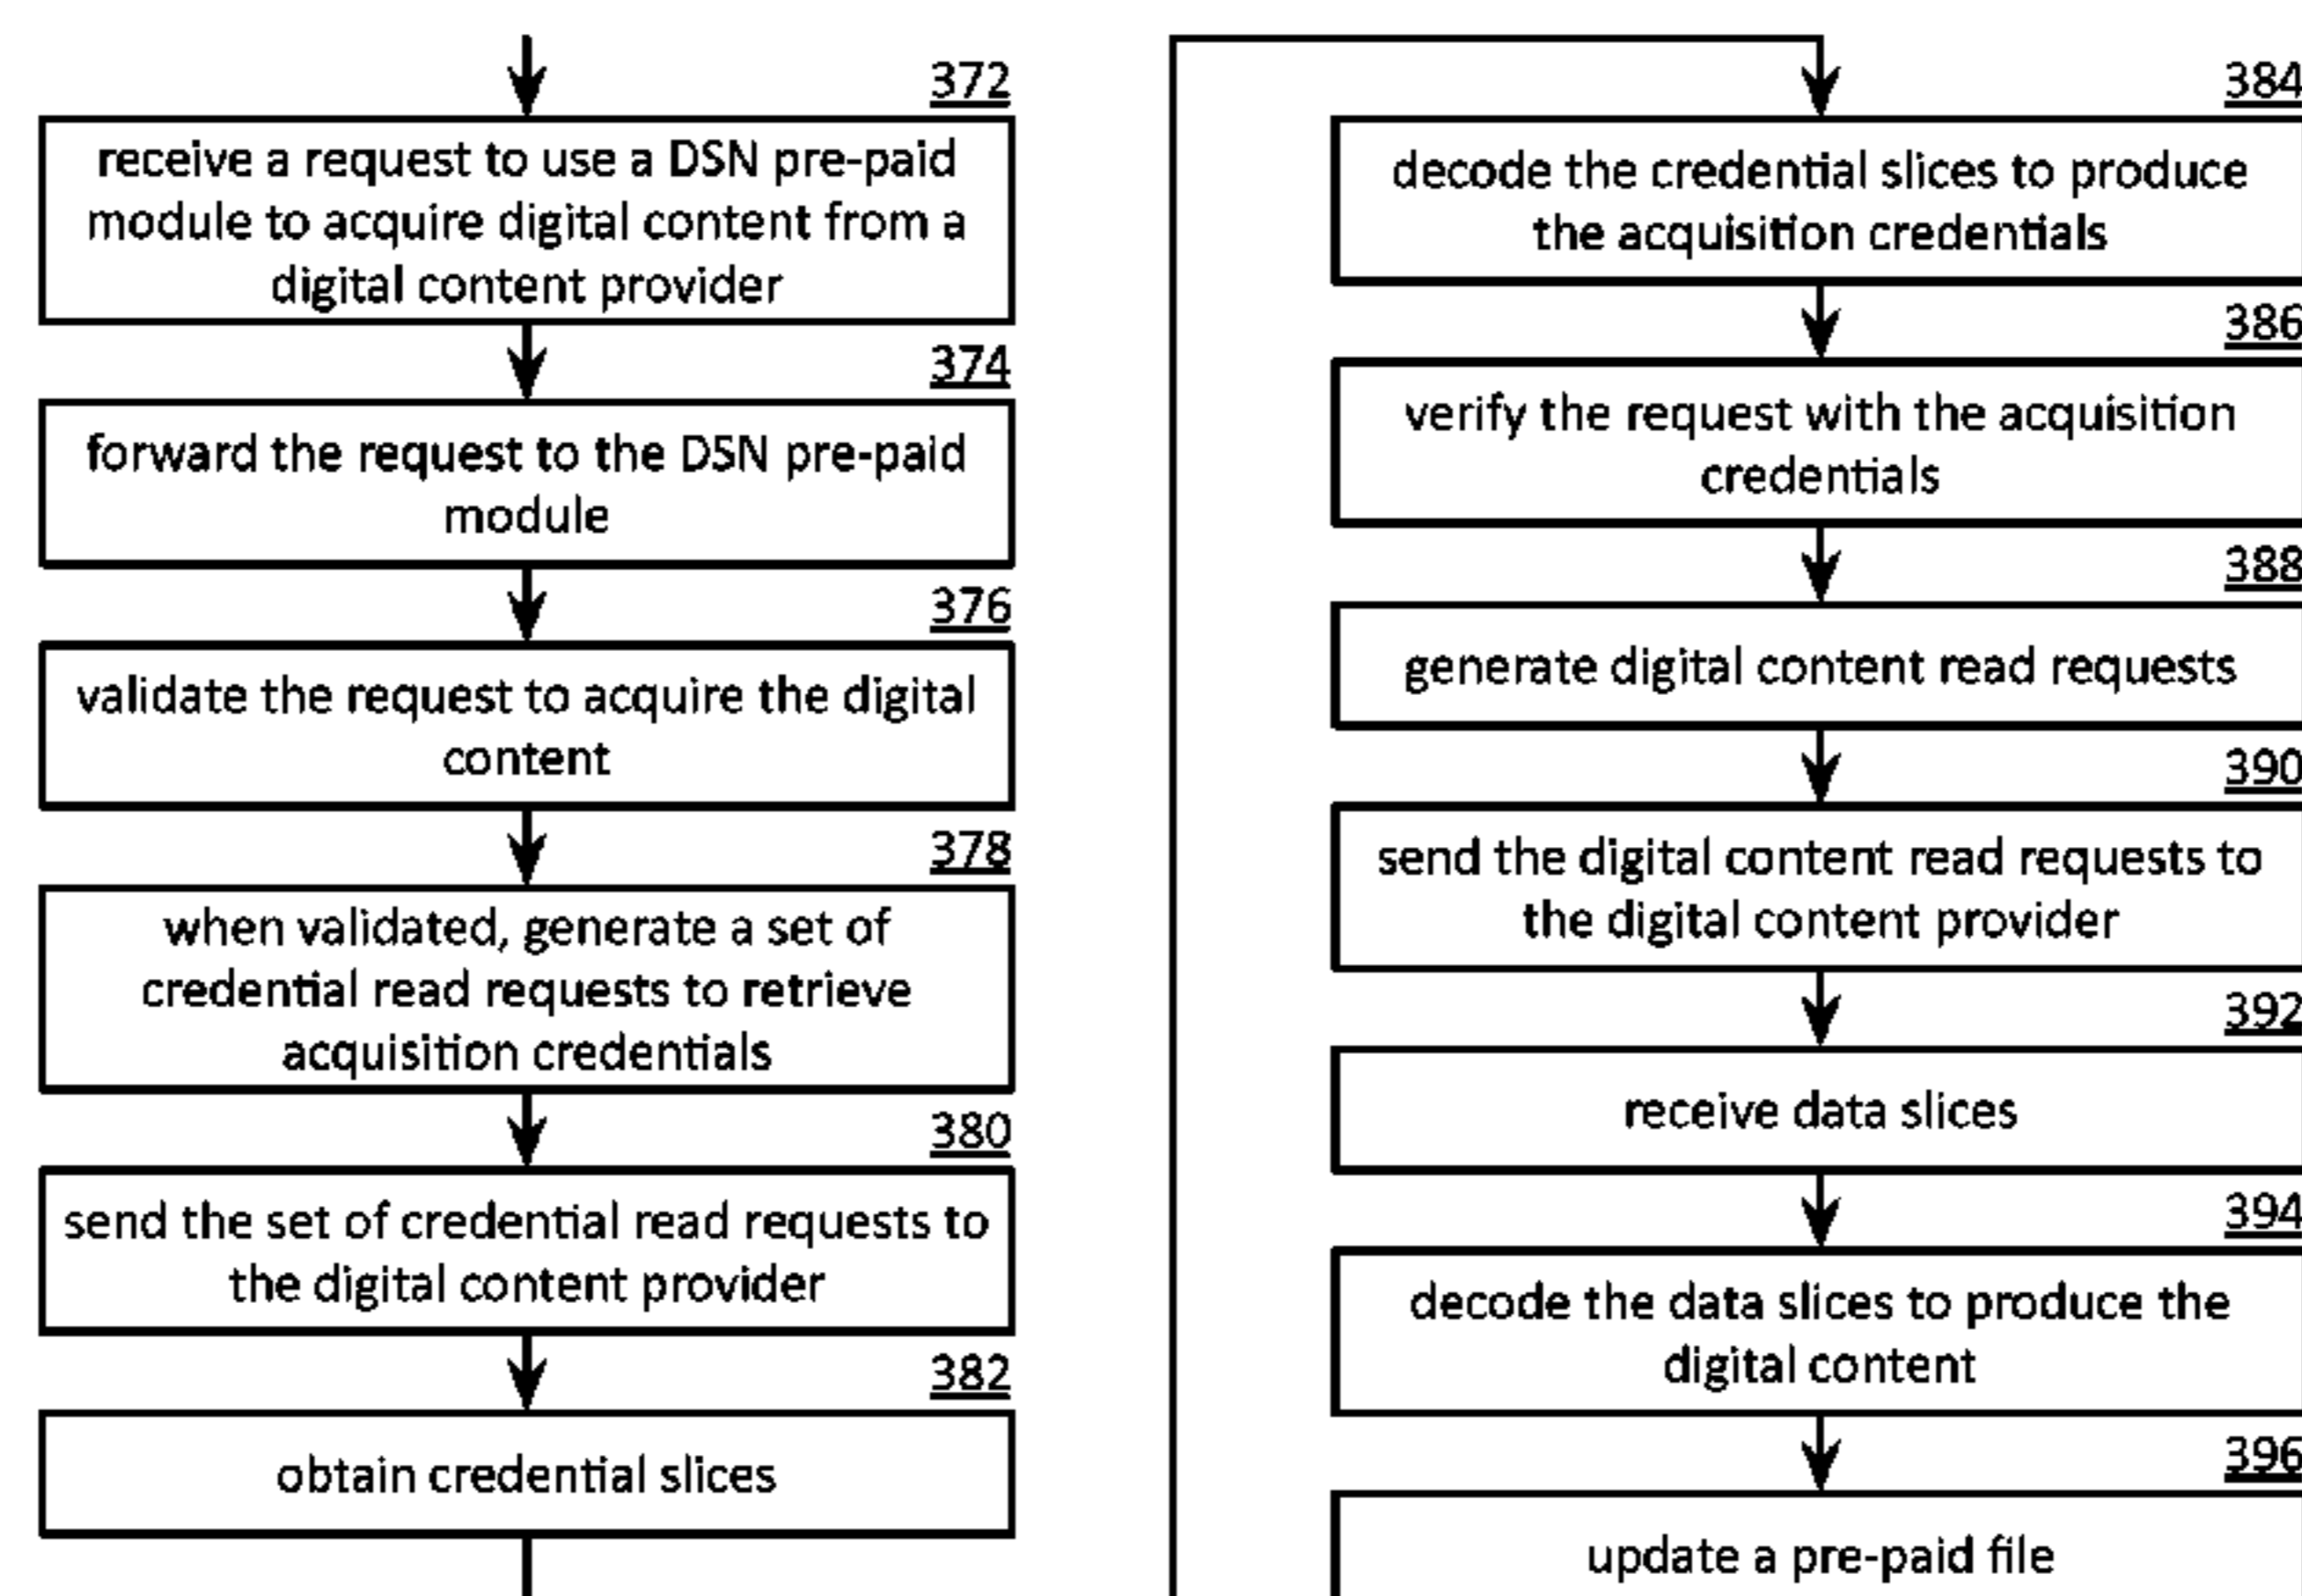 372
receive a request to use a DSN pre-paid
module to acquire digital content from a
digital content provider
374
forward the request to the DSN pre-paid
module
376
validate the request to acquire the digital
content
378
when validated, generate a set of
credential read requests to retrieve
acquisition credentials
380
send the set of credential read requests to
the digital content provider
382
obtain credential slices
384
decode the credential slices to produce
the acquisition credentials
386
verify the request with the acquisition
credentials
388
generate digital content read requests
390
send the digital content read requests to
the digital content provider
392
receive data slices
394
decode the data slices to produce the
digital content
396
update a pre-paid file